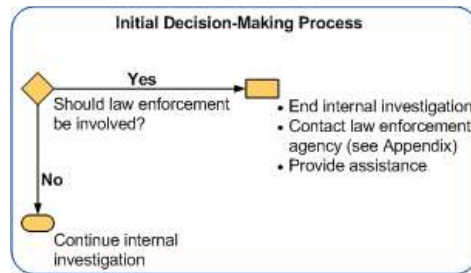 Initial Decision-Making Process
Yes
Should law enforcement
be involved?
• End internal investigation
• Contact law enforcement
agency (see Appendix)
• Provide assistance
No
Continue internal
investigation